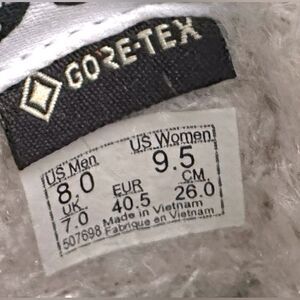 GORE-TEX
US Men US Women
8.0 9.5
UK EUR CM
7.0 40.5 26.0
Made in Vietnam
507698 Fabriqué en Vietnam